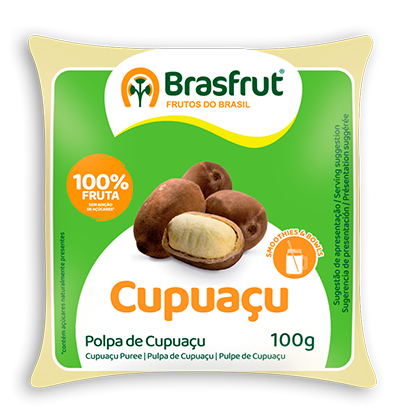 Brasfrut®
FRUTOS DO BRASIL
100%
FRUTA
SEM ADIÇÃO
DE AÇÚCARES*
SMOOTHIES & BOWLS
Sugestão de apresentação / Serving suggestion
Sugerencia de presentación / Présentation suggérée
*contém açúcares naturalmente presentes
Cupuaçu
Polpa de Cupuaçu 100g
Cupuaçu Puree | Pulpa de Cupuaçu | Pulpe de Cupuaçu